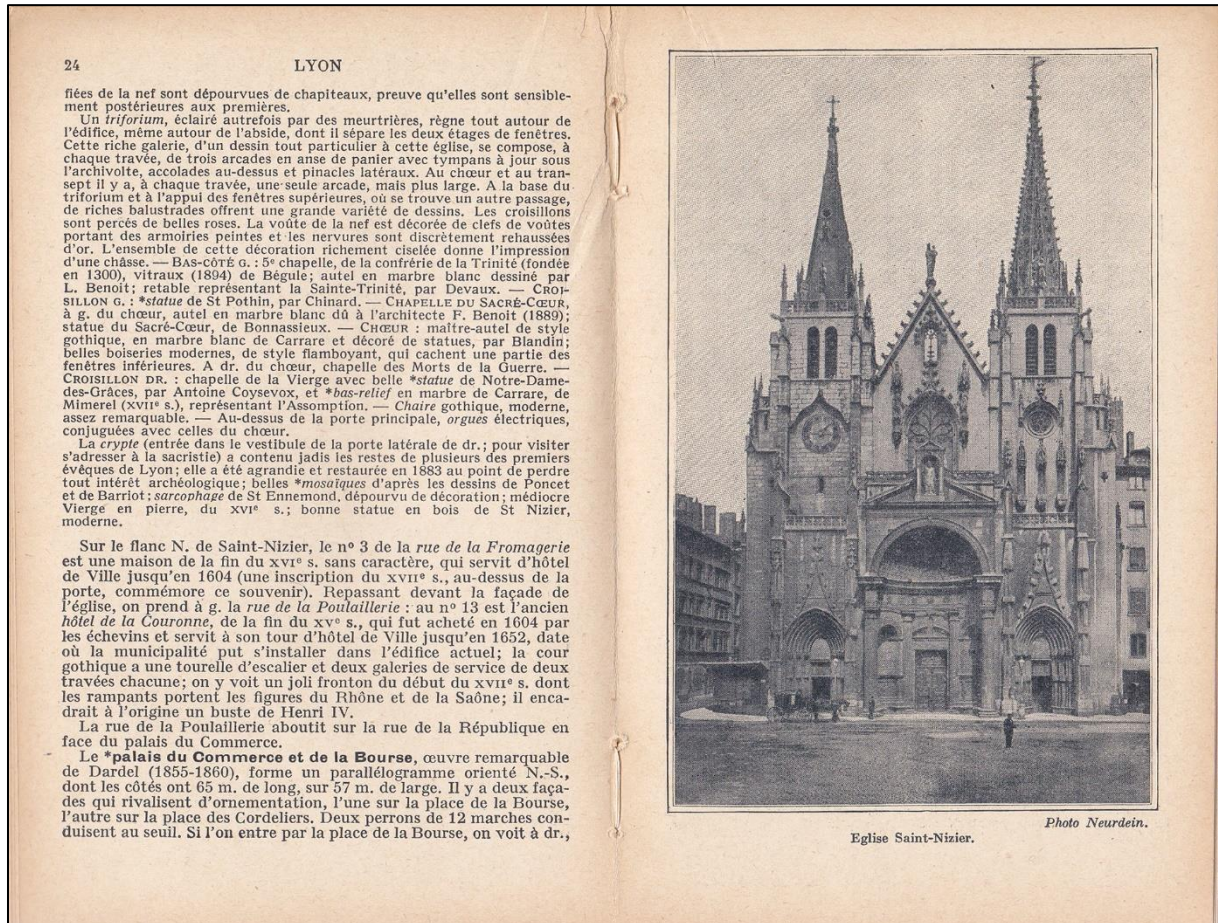 24
LYON
fiées de la nef sont dépourvues de chapiteaux, preuve qu'elles sont sensible-
ment postérieures aux premières.
Un triforium, éclairé autrefois par des meurtrières, règne tout autour de
l'édifice, même autour de l'abside, dont il sépare les deux étages de fenêtres.
Cette riche galerie, d'un dessin tout particulier à cette église, se compose, à
chaque travée, de trois arcades en anse de panier avec tympans à jour sous
l'archivolte, accolades au-dessus et pinacles latéraux. Au chœur et au tran-
sept il y a, à chaque travée, une seule arcade, mais plus large. A la base du
triforium et à l'appui des fenêtres supérieures, où se trouve un autre passage,
de riches balustrades offrent une grande variété de dessins. Les croisillons
sont percés de belles roses. La voûte de la nef est décorée de clefs de voûtes
portant des armoiries peintes et les nervures sont discrètement rehaussées
d'or. L'ensemble de cette décoration richement ciselée donne l'impression
d'une châsse. — BAS-CÔTÉ G. : 5e chapelle, de la confrérie de la Trinité (fondée
en 1300), vitraux (1894) de Bégule; autel en marbre blanc dessiné par
L. Benoit; retable représentant la Sainte-Trinité, par Devaux. — CROI-
SILLON G. : *statue de St Pothin, par Chinard. — CHAPELLE DU SACRÉ-CŒUR,
à g. du chœur, autel en marbre blanc dû à l'architecte F. Benoit (1889);
statue du Sacré-Cœur, de Bonnassieux. — CHŒUR : maître-autel de style
gothique, en marbre blanc de Carrare et décoré de statues, par Blandin;
belles boiseries modernes, de style flamboyant, qui cachent une partie des
fenêtres inférieures. A dr. du chœur, chapelle des Morts de la Guerre. —
CROISILLON DR. : chapelle de la Vierge avec belle *statue de Notre-Dame-
des-Grâces, par Antoine Coysevox, et *bas-relief en marbre de Carrare, de
Mimerel (XVIIe s.), représentant l'Assomption. — Chaire gothique, moderne,
assez remarquable. — Au-dessus de la porte principale, orgues électriques,
conjuguées avec celles du chœur.
La crypte (entrée dans le vestibule de la porte latérale de dr.; pour visiter
s'adresser à la sacristie) a contenu jadis les restes de plusieurs des premiers
évêques de Lyon; elle a été agrandie et restaurée en 1883 au point de perdre
tout intérêt archéologique; belles *mosaïques d'après les dessins de Poncet
et de Barriot; sarcophage de St Ennemond, dépourvu de décoration; médiocre
Vierge en pierre, du XVIe s.; bonne statue en bois de St Nizier,
moderne.
Sur le flanc N. de Saint-Nizier, le nº 3 de la rue de la Fromagerie
est une maison de la fin du XVIe s. sans caractère, qui servit d'hôtel
de Ville jusqu'en 1604 (une inscription du XVIIe s., au-dessus de la
porte, commémore ce souvenir). Repassant devant la façade de
l'église, on prend à g. la rue de la Poulaillerie : au nº 13 est l'ancien
hôtel de la Couronne, de la fin du XVe s., qui fut acheté en 1604 par
les échevins et servit à son tour d'hôtel de Ville jusqu'en 1652, date
où la municipalité put s'installer dans l'édifice actuel; la cour
gothique a une tourelle d'escalier et deux galeries de service de deux
travées chacune; on y voit un joli fronton du début du XVIIe s. dont
les rampants portent les figures du Rhône et de la Saône; il enca-
drait à l'origine un buste de Henri IV.
La rue de la Poulaillerie aboutit sur la rue de la République en
face du palais du Commerce.
Le *palais du Commerce et de la Bourse, œuvre remarquable
de Dardel (1855-1860), forme un parallélogramme orienté N.-S.,
dont les côtés ont 65 m. de long, sur 57 m. de large. Il y a deux faça-
des qui rivalisent d'ornementation, l'une sur la place de la Bourse,
l'autre sur la place des Cordeliers. Deux perrons de 12 marches con-
duisent au seuil. Si l'on entre par la place de la Bourse, on voit à dr.,
Photo Neurdein.
Eglise Saint-Nizier.